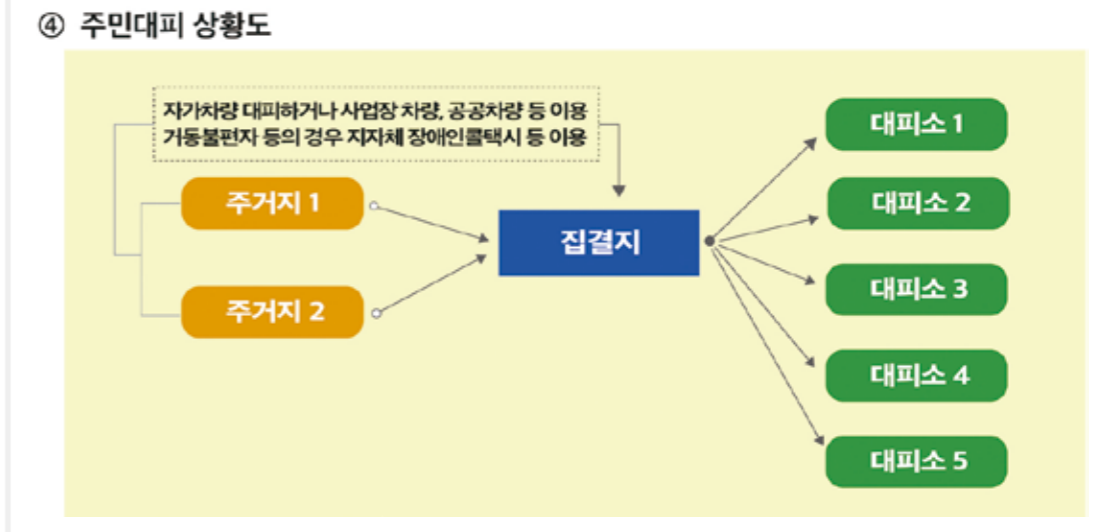 ④ 주민대피 상황도
자가차량 대피하거나 사업장 차량, 공공차량 등 이용
거동불편자 등의 경우 지자체 장애인콜택시 등 이용
주거지 1
주거지 2
집결지
대피소 1
대피소 2
대피소 3
대피소 4
대피소 5